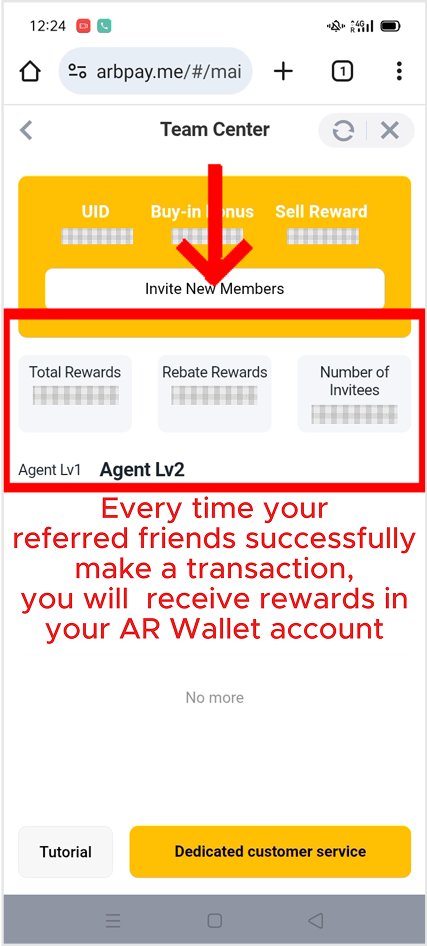 12:24
4G
R
arbpay.me/#/mai
1
Team Center
UID Buy-in Bonus Sell Reward
Invite New Members
Total Rewards Rebate Rewards Number of
Invitees
Agent Lv1 Agent Lv2
Every time your
referred friends successfully
make a transaction,
you will receive rewards in
your AR Wallet account
No more
Tutorial Dedicated customer service